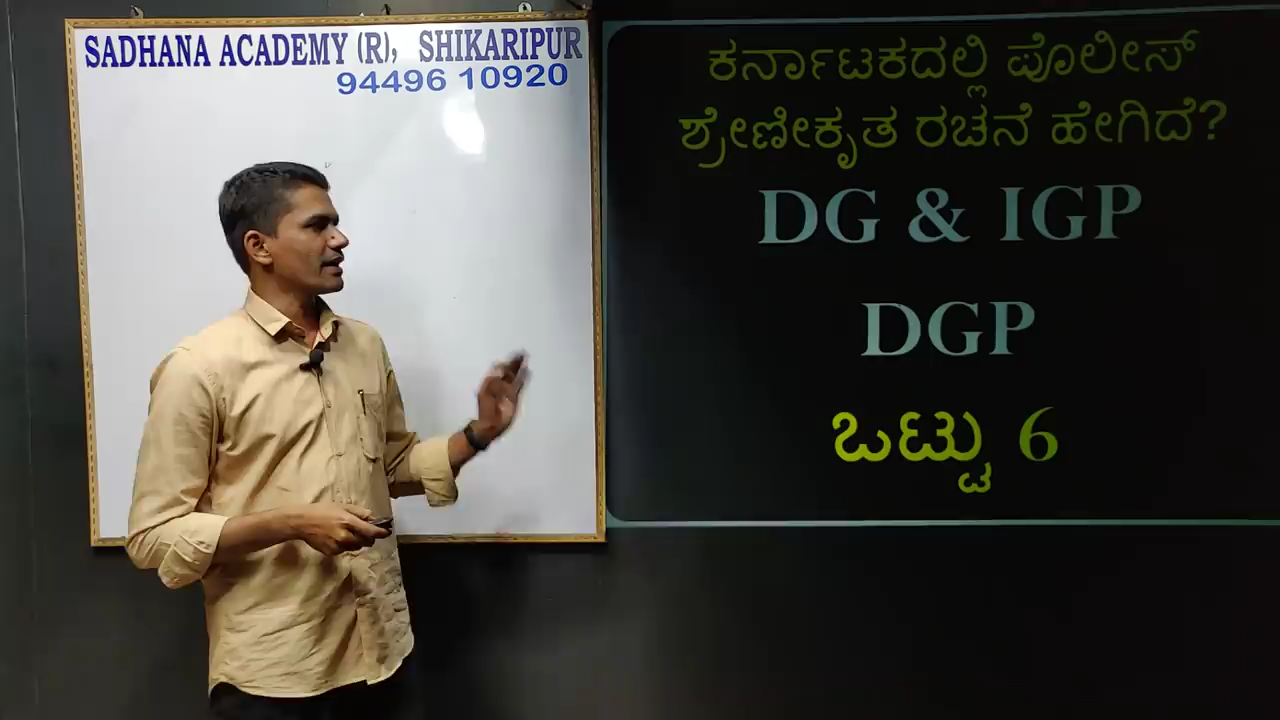 SADHANA ACADEMY (R), SHIKARIPUR
94496 10920
ಕರ್ನಾಟಕದಲ್ಲಿ ಪೊಲೀಸ್
ಶ್ರೇಣೀಕೃತ ರಚನೆ ಹೇಗಿದೆ?
DG & IGP
DGP
ಒಟ್ಟು 6